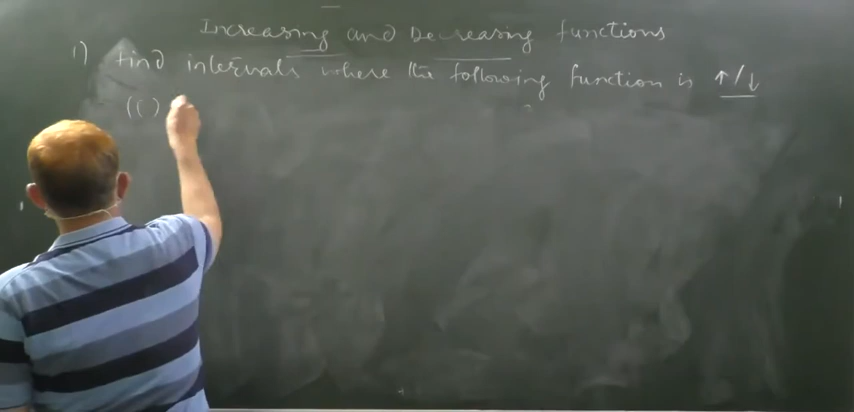 Increasing and Decreasing functions
1) Find intervals where the following function is ↑/↓
(i)